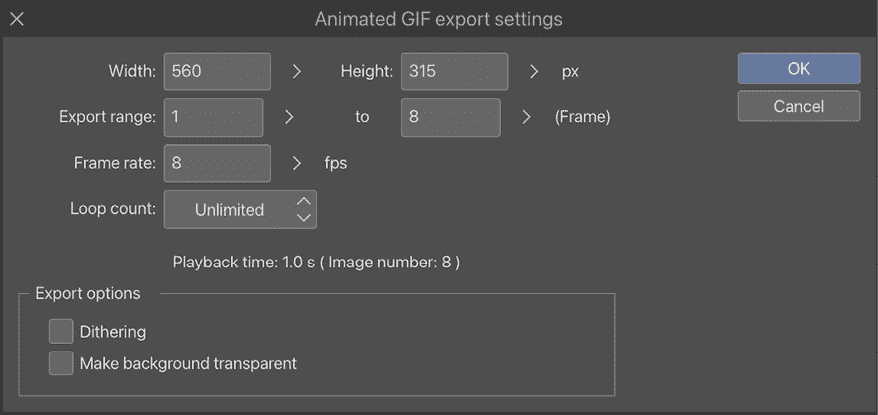 Animated GIF export settings
Width: 560 Height: 315 px OK
Export range: 1 to 8 (Frame) Cancel
Frame rate: 8 fps
Loop count: Unlimited
Playback time: 1.0 s ( Image number: 8 )
Export options
Dithering
Make background transparent